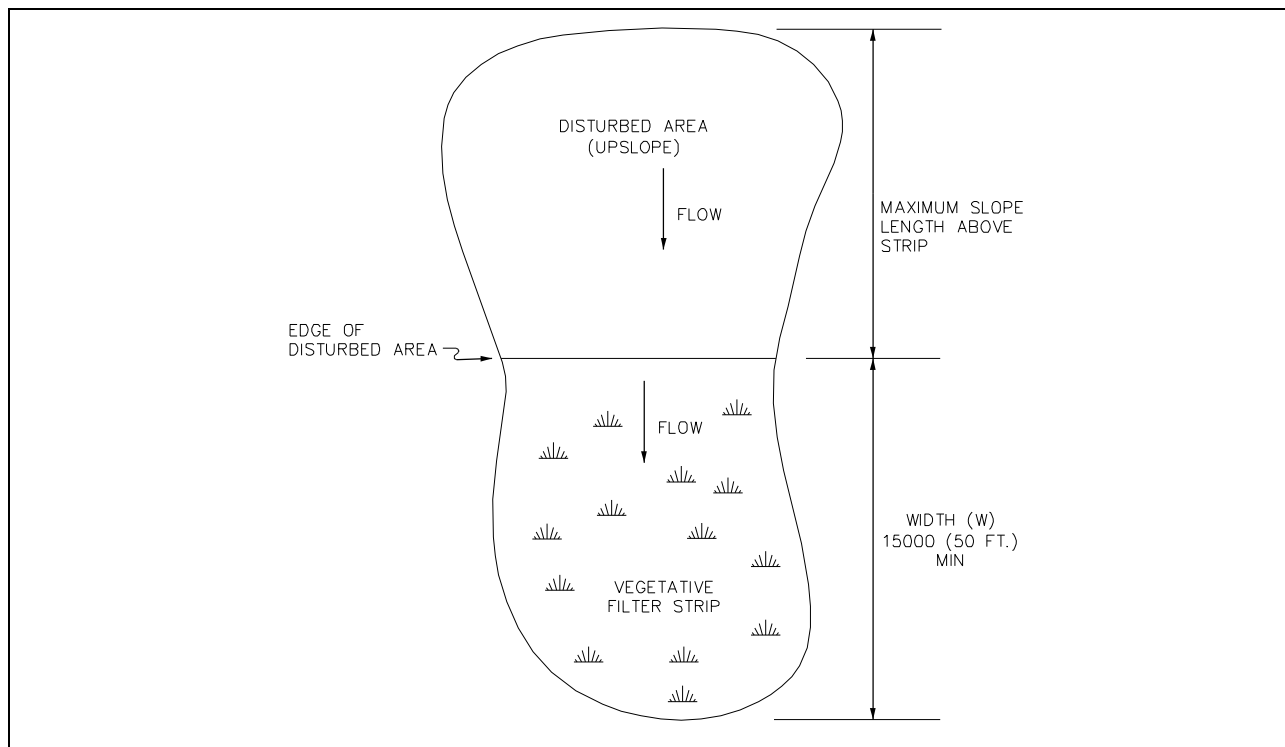 DISTURBED AREA
(UPSLOPE)
FLOW
MAXIMUM SLOPE
LENGTH ABOVE
STRIP
EDGE OF
DISTURBED AREA
FLOW
WIDTH (W)
15000 (50 FT.)
MIN
VEGETATIVE
FILTER STRIP